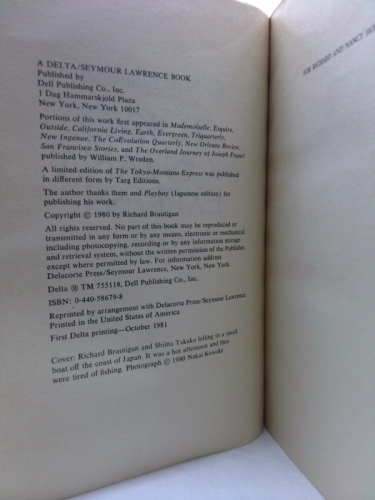 A DELTA/SEYMOUR LAWRENCE BOOK
Published by
Dell Publishing Co., Inc.
1 Dag Hammarskjold Plaza
New York, New York 10017
Portions of this work first appeared in Mademoiselle, Esquire,
Outside, California Living, Earth, Evergreen, Triquarterly,
New Ingenue, The CoEvolution Quarterly, New Orleans Review,
San Francisco Stories, and The Overland Journey of Joseph Francl
published by William P. Wreden.
A limited edition of The Tokyo-Montana Express was published
in different form by Targ Editions.
The author thanks them and Playboy (Japanese edition) for
publishing his work.
Copyright © 1980 by Richard Brautigan
All rights reserved. No part of this book may be reproduced or
transmitted in any form or by any means, electronic or mechanical,
including photocopying, recording or by any information storage
and retrieval system, without the written permission of the Publisher,
except where permitted by law. For information address
Delacorte Press/Seymour Lawrence, New York, New York.
Delta ® TM 755118, Dell Publishing Co., Inc.
ISBN: 0-440-58679-8
Reprinted by arrangement with Delacorte Press/Seymour Lawrence
Printed in the United States of America
First Delta printing—October 1981
Cover: Richard Brautigan and Shiina Takako telling in a small
boat off the coast of Japan. It was a hot afternoon and they
were tired of fishing. Photograph © 1980 Nakai Keisuke
FOR RICHARD AND NANCY